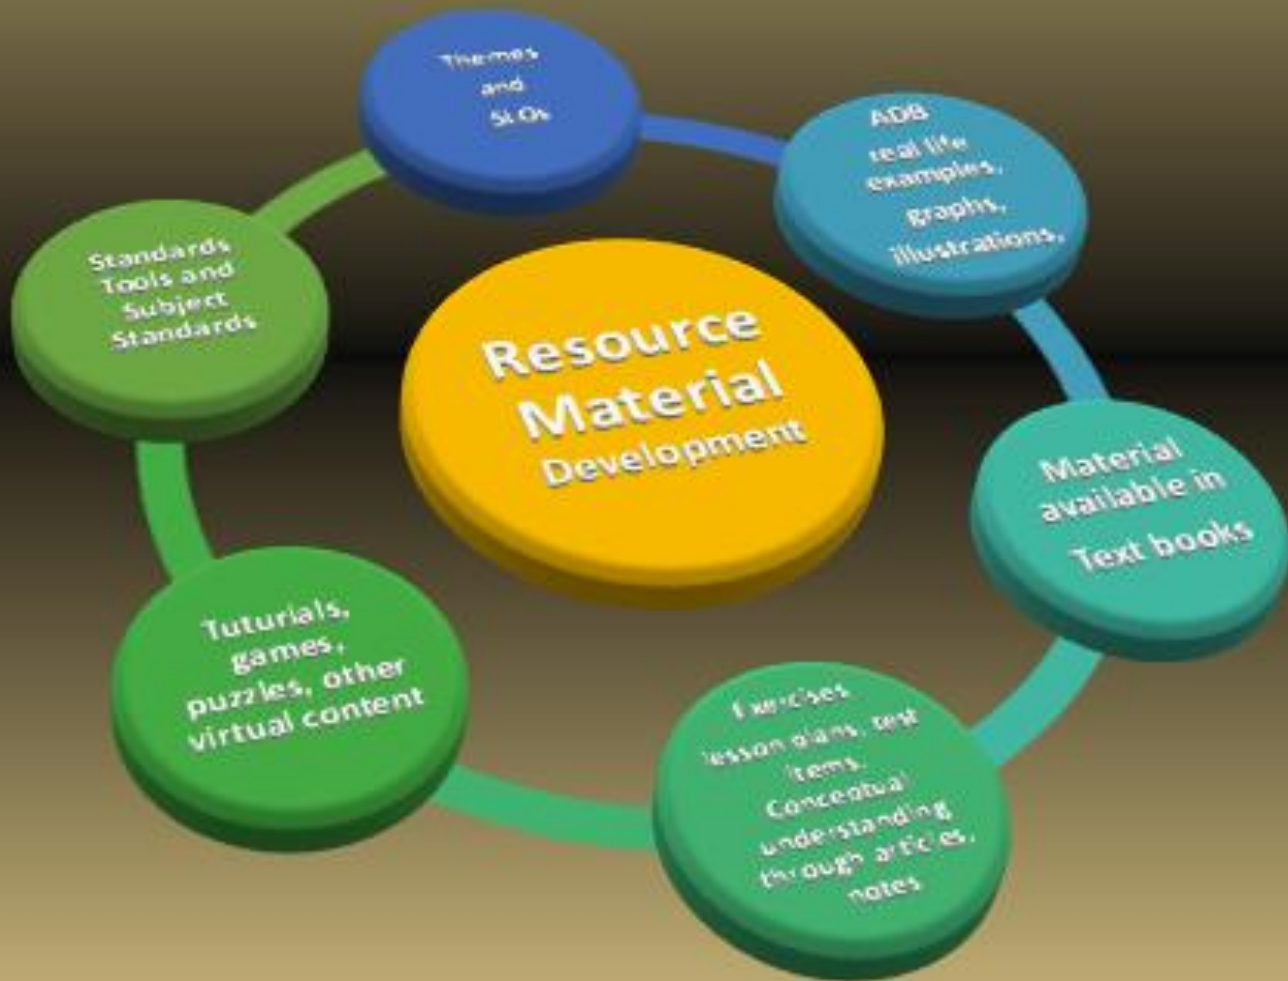 Themes
and
SLOs
ADB
real life
examples,
graphs,
illustrations,
Material
available in
Text books
Exercises
lesson plans, test
items.
Conceptual
understanding
through articles,
notes
Tuturials,
games,
puzzles, other
virtual content
Standards
Tools and
Subject
Standards
Resource
Material
Development